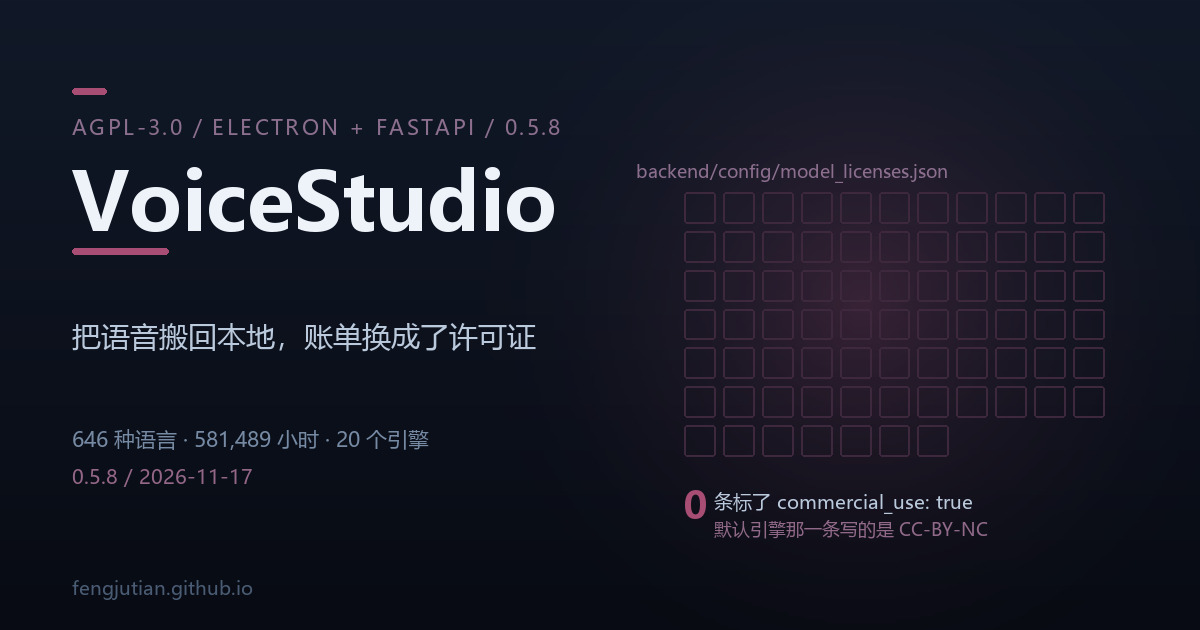 AGPL-3.0 / ELECTRON + FASTAPI / 0.5.8
VoiceStudio
把语音搬回本地，账单换成了许可证
646 种语言 · 581,489 小时 · 20 个引擎
0.5.8 / 2026-11-17
fengjutian.github.io
backend/config/model_licenses.json
0 条标了 commercial_use: true
默认引擎那一条写的是 CC-BY-NC